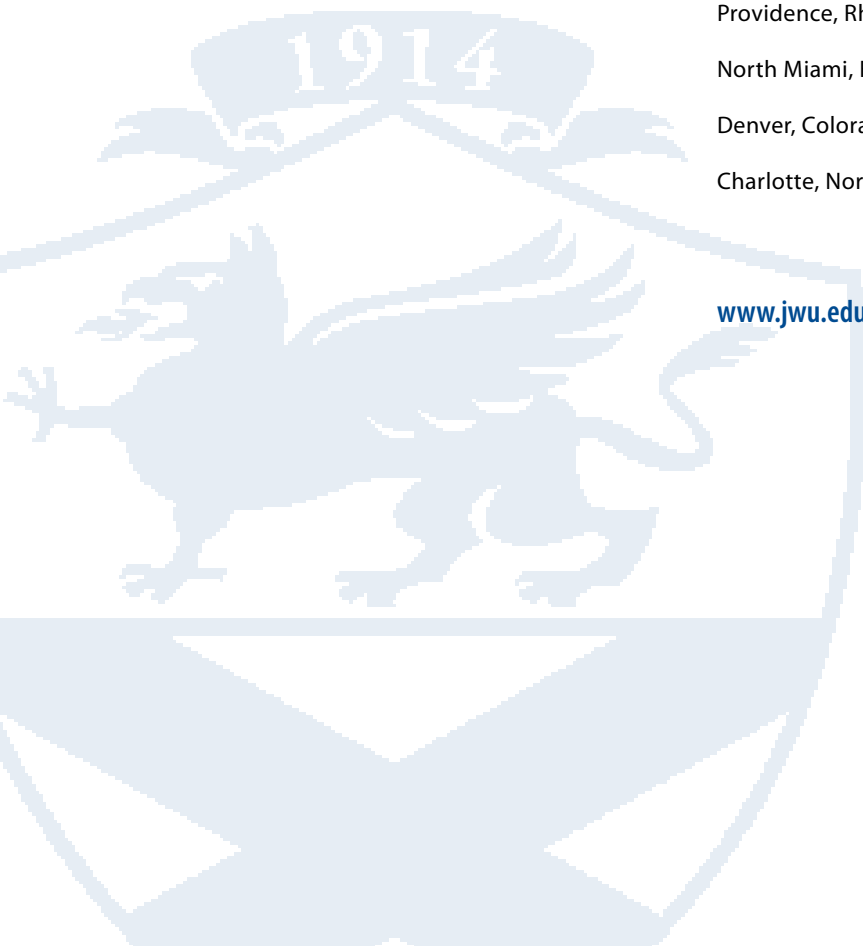 1914
Providence, Rh
North Miami,
Denver, Colora
Charlotte, Nor
www.jwu.edu